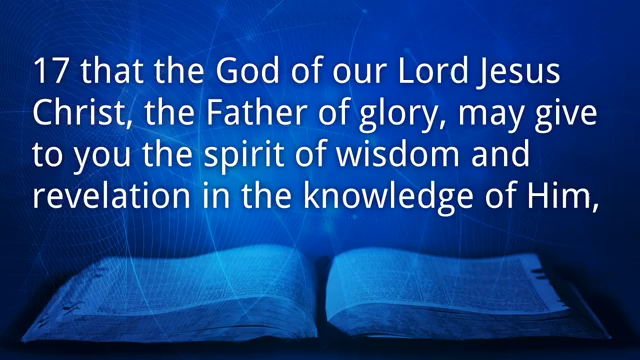 17 that the God of our Lord Jesus
Christ, the Father of glory, may give
to you the spirit of wisdom and
revelation in the knowledge of Him,